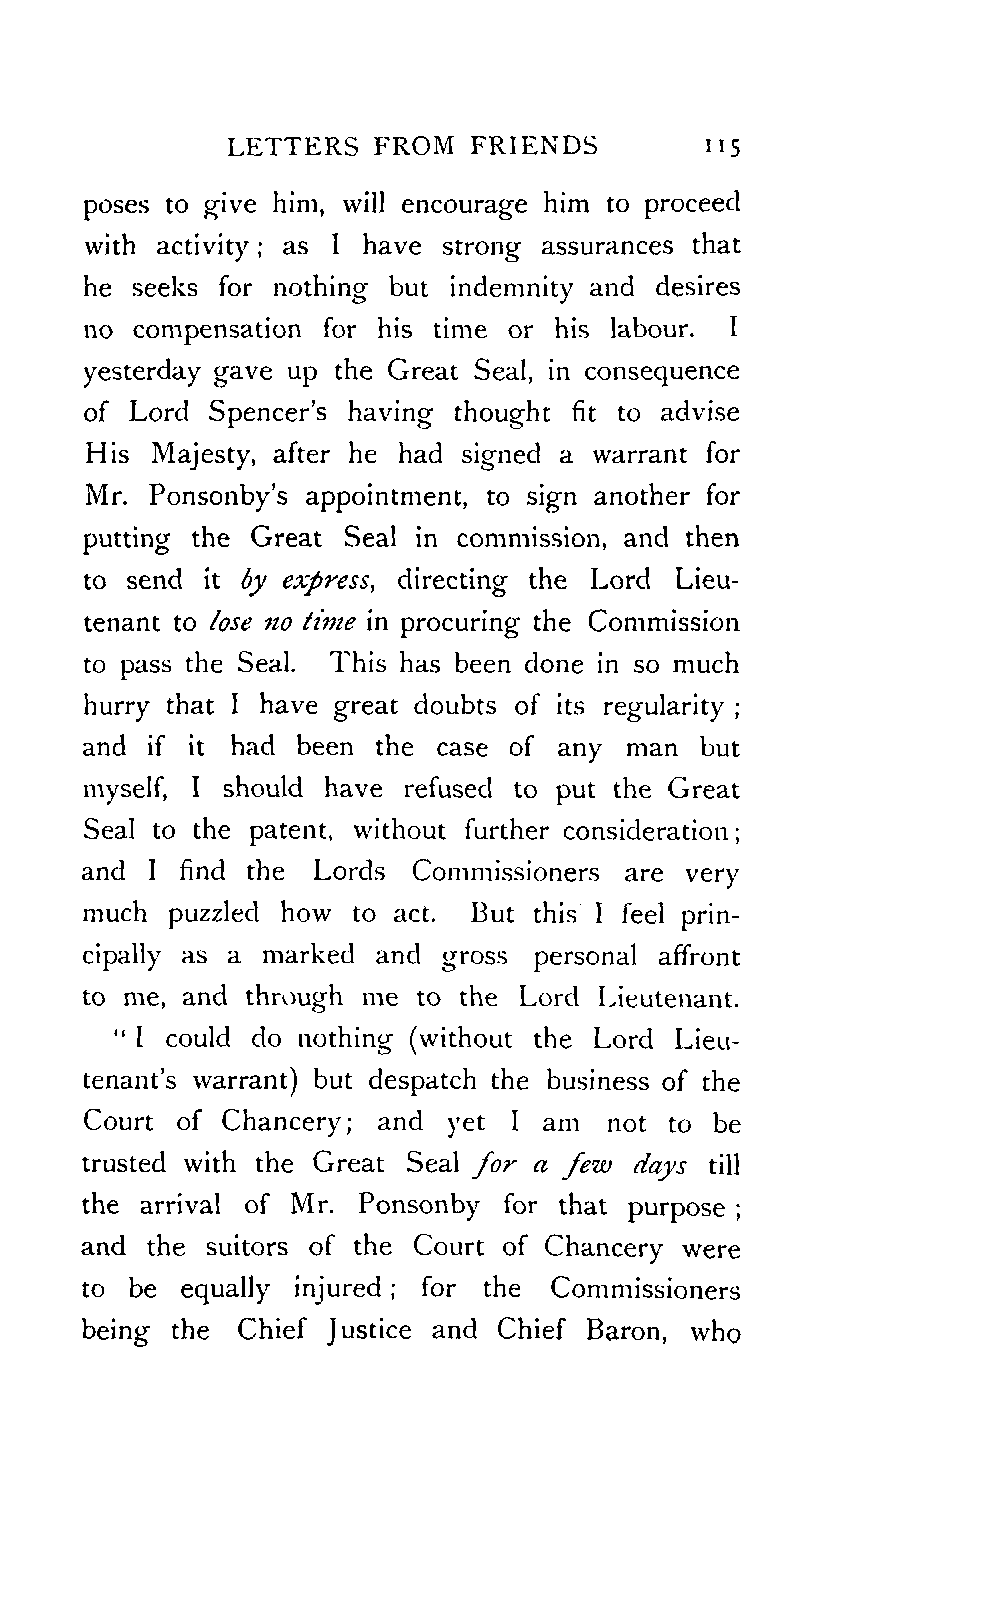 LETTERS FROM FRIENDS 115
poses to give him, will encourage him to proceed
with activity; as I have strong assurances that
he seeks for nothing but indemnity and desires
no compensation for his time or his labour. I
yesterday gave up the Great Seal, in consequence
of Lord Spencer's having thought fit to advise
His Majesty, after he had signed a warrant for
Mr. Ponsonby's appointment, to sign another for
putting the Great Seal in commission, and then
to send it by express, directing the Lord Lieu-
tenant to lose no time in procuring the Commission
to pass the Seal. This has been done in so much
hurry that I have great doubts of its regularity;
and if it had been the case of any man but
myself, I should have refused to put the Great
Seal to the patent, without further consideration;
and I find the Lords Commissioners are very
much puzzled how to act. But this I feel prin-
cipally as a marked and gross personal affront
to me, and through me to the Lord Lieutenant.
"I could do nothing (without the Lord Lieu-
tenant's warrant) but despatch the business of the
Court of Chancery; and yet I am not to be
trusted with the Great Seal for a few days till
the arrival of Mr. Ponsonby for that purpose;
and the suitors of the Court of Chancery were
to be equally injured; for the Commissioners
being the Chief Justice and Chief Baron, who